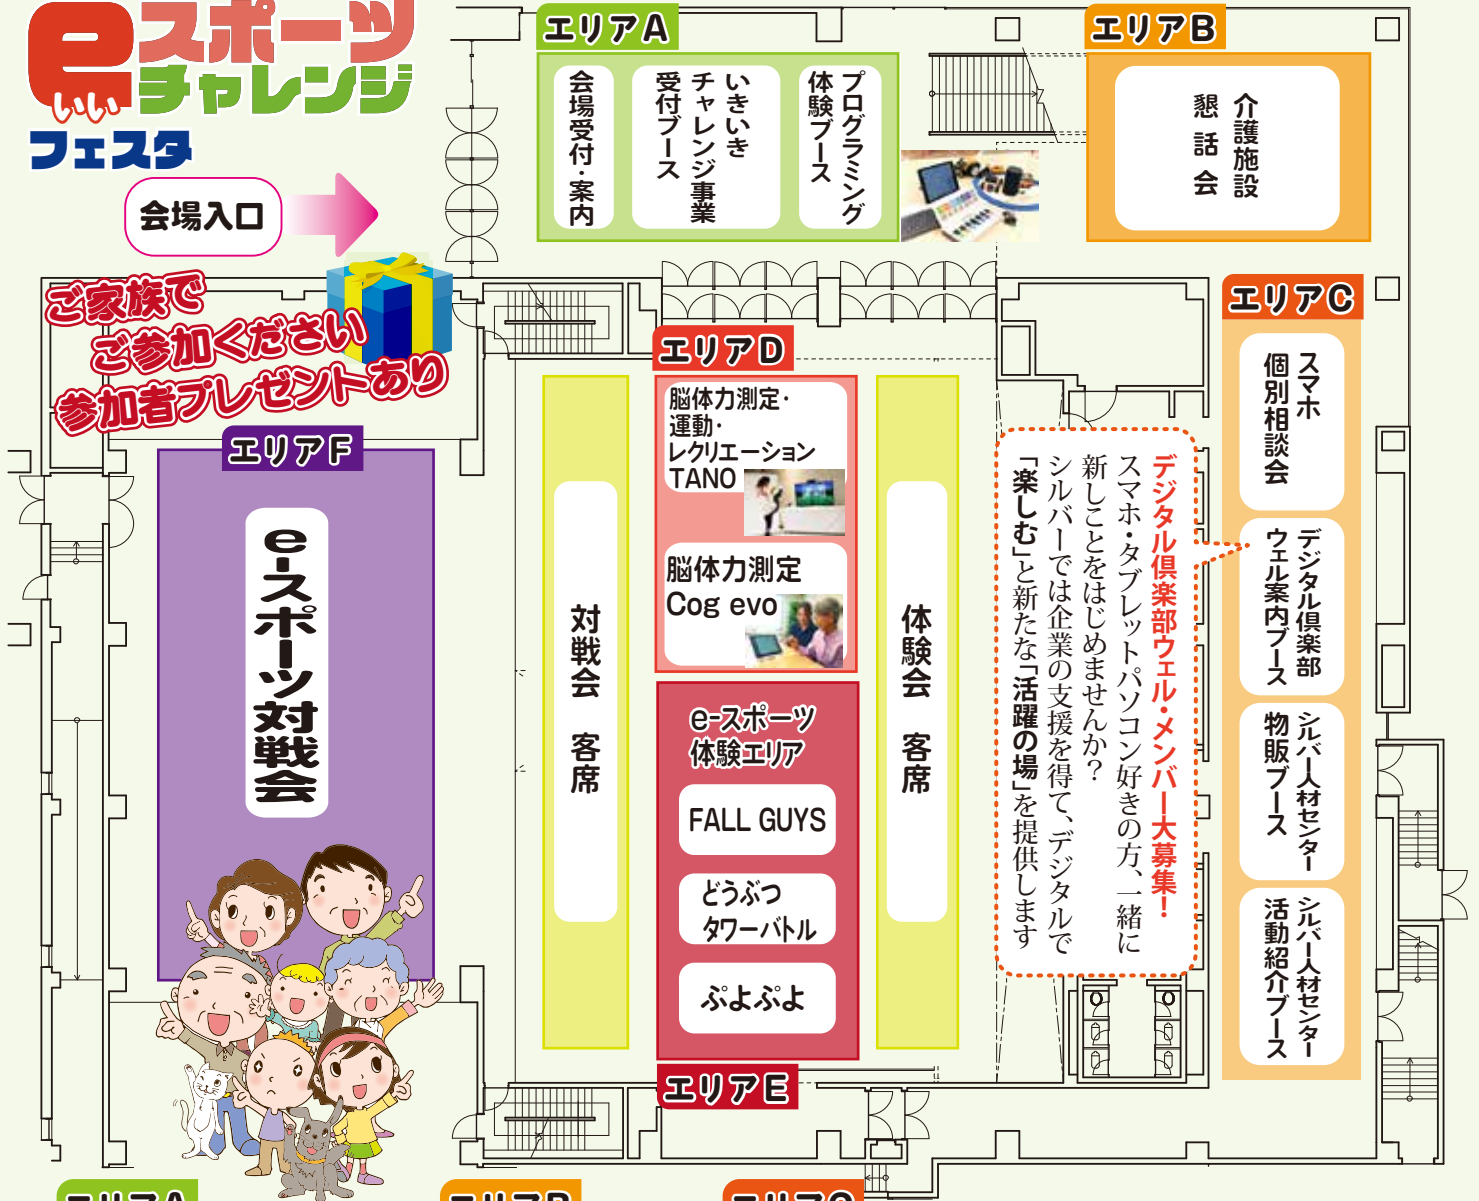 eスポーツ
いい
チャレンジ
フェスタ
会場入口
ご家族で
ご参加ください
参加者プレゼントあり
エリアA
会場受付・案内
いきいき
チャレンジ事業
受付ブース
プログラミング
体験ブース
エリアB
介護施設
懇話会
エリアC
スマホ
個別相談会
デジタル倶楽部
ウェル案内ブース
シルバー人材センター
物販ブース
シルバー人材センター
活動紹介ブース
デジタル倶楽部ウェル・メンバー大募集!
スマホ・タブレットパソコン好きの方、一緒に
新しことをはじめませんか?
シルバーでは企業の支援を得て、デジタルで
「楽しむ」と新たな「活躍の場」を提供します
エリアD
脳体力測定・
運動・
レクリエーション
TANO
脳体力測定
Cog evo
対戦会 客席
体験会 客席
e-スポーツ
体験エリア
FALL GUYS
どうぶつ
タワーバトル
ぷよぷよ
エリアE
エリアF
e-スポーツ対戦会
エリアA
エリアB
エリアC